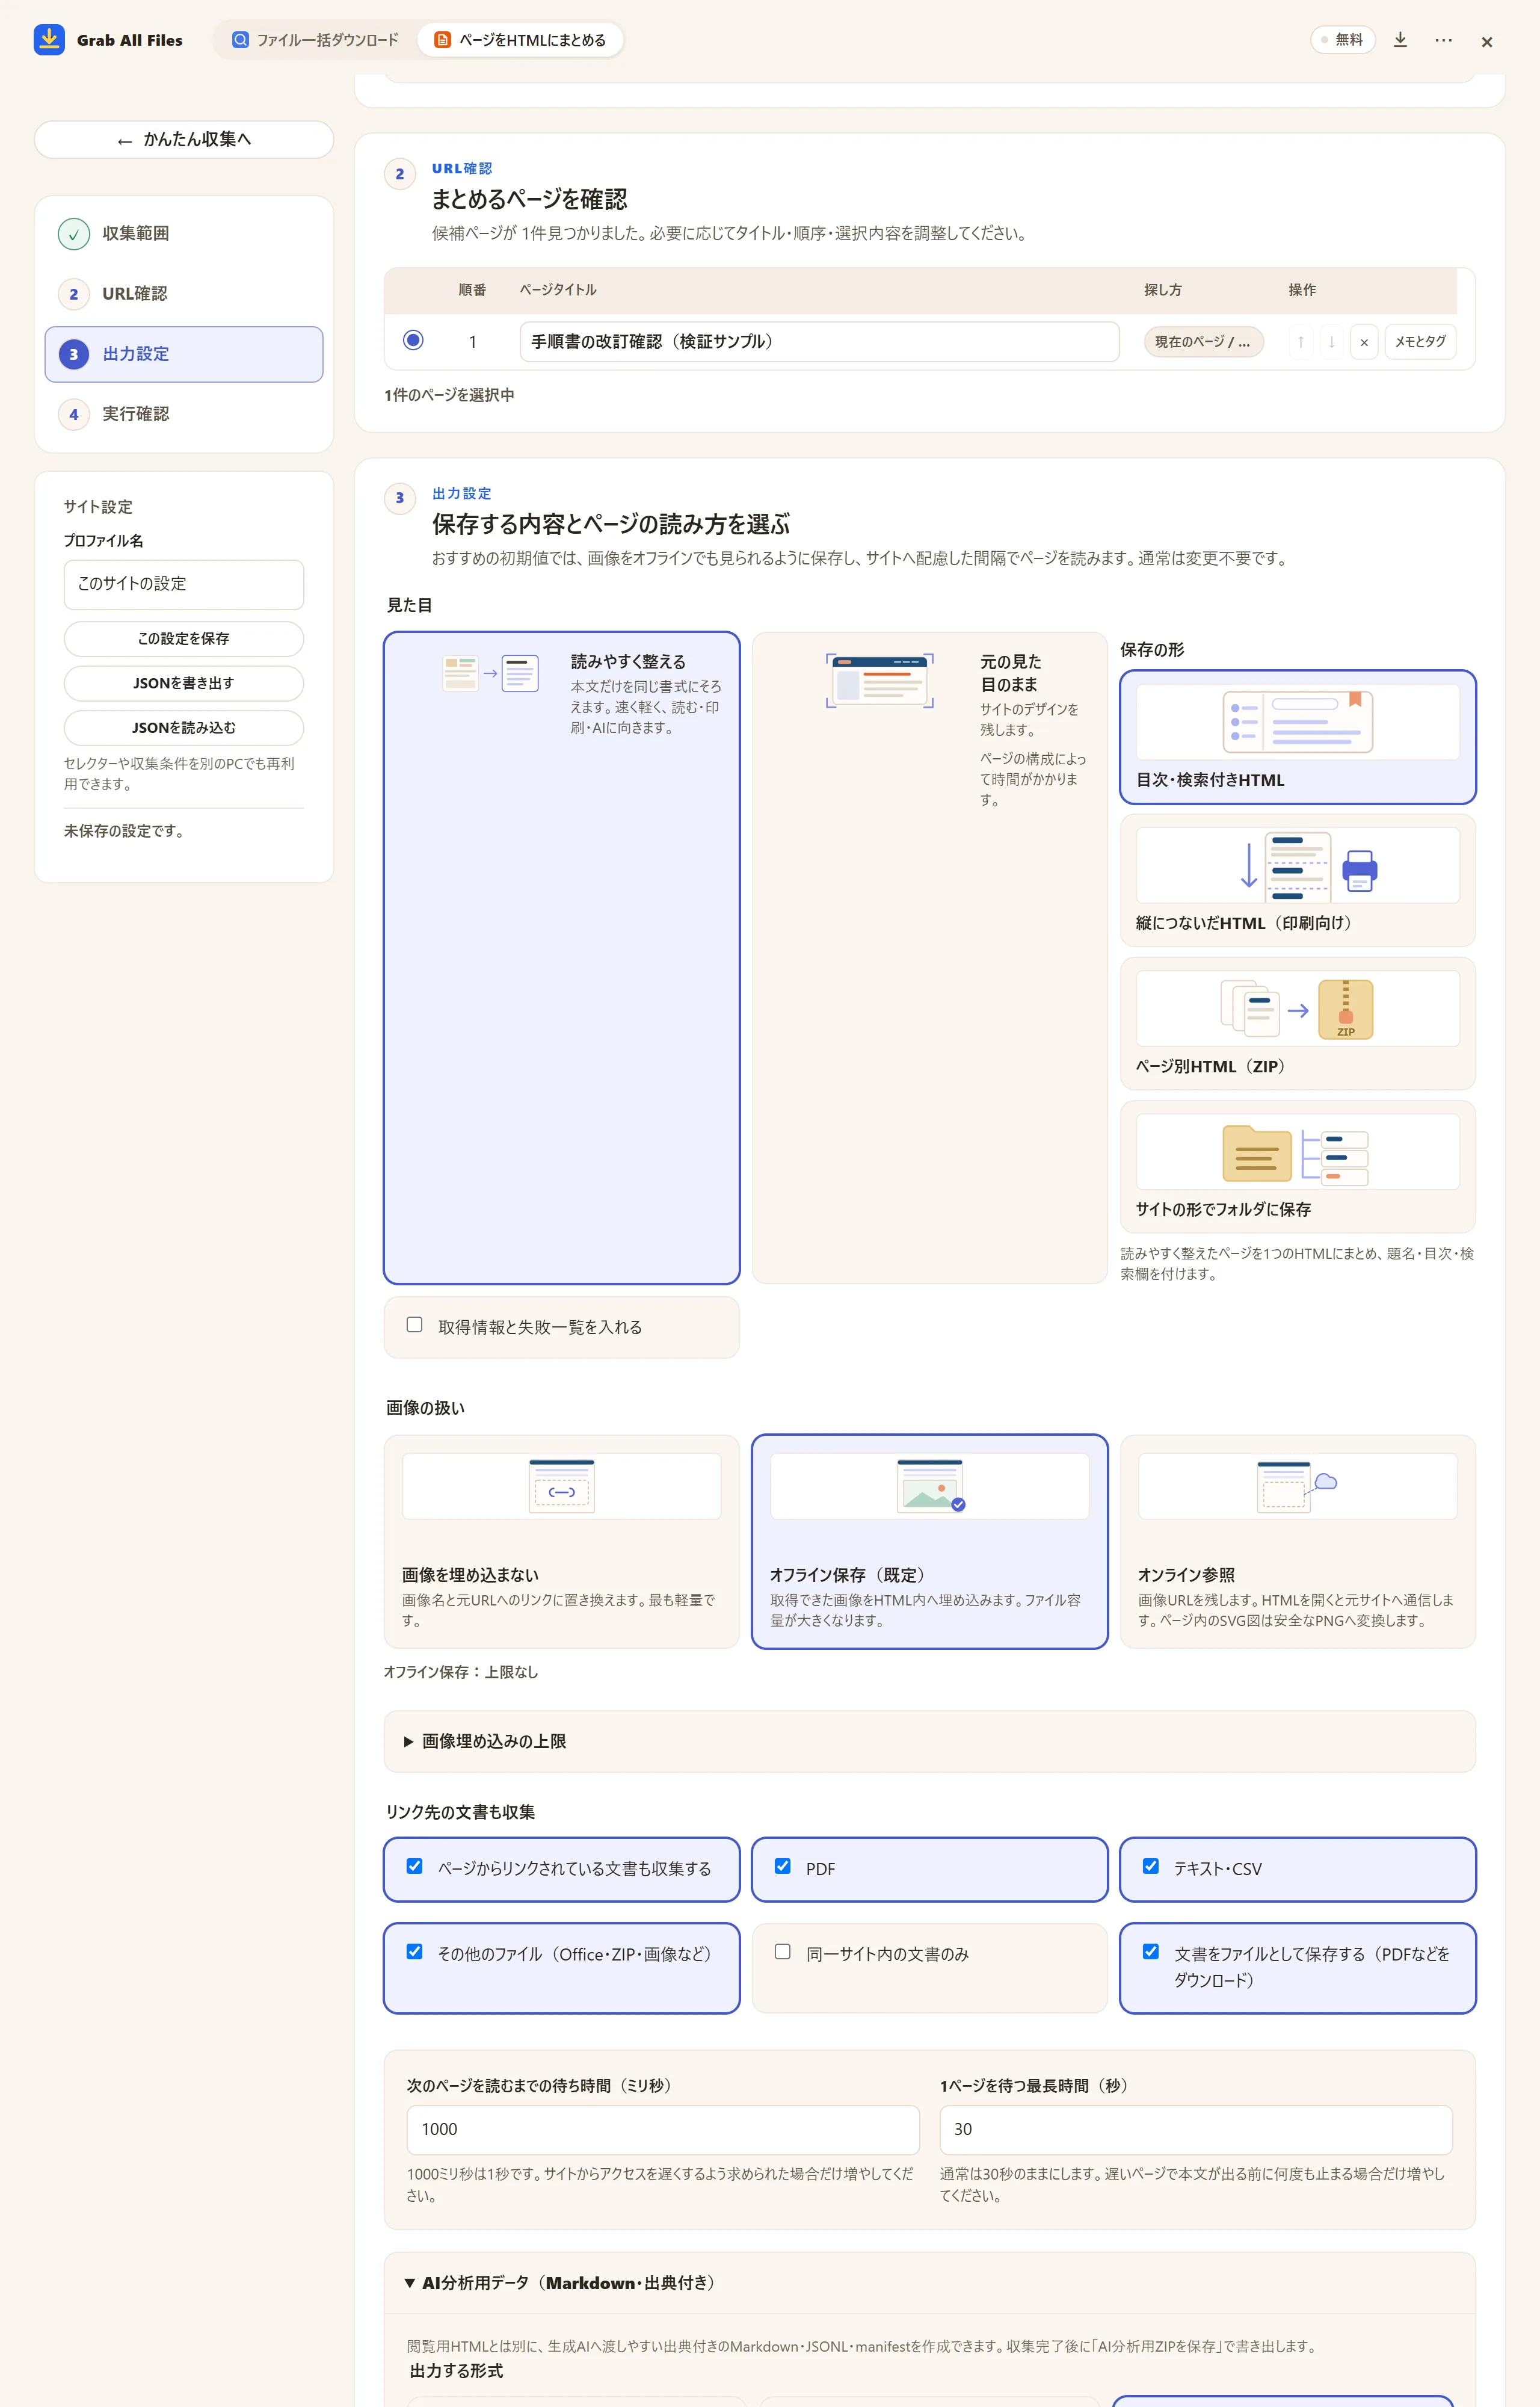 Grab All Files
ファイル一括ダウンロード
ページをHTMLにまとめる
無料
← かんたん収集へ
収集範囲
2 URL確認
3 出力設定
4 実行確認
サイト設定
プロファイル名
このサイトの設定
この設定を保存
JSONを書き出す
JSONを読み込む
セレクターや収集条件を別のPCでも再利
用できます。
未保存の設定です。
2
URL確認
まとめるページを確認
候補ページが 1件見つかりました。必要に応じてタイトル・順序・選択内容を調整してください。
順番 ページタイトル 探し方 操作
1 手順書の改訂確認（検証サンプル） 現在のページ / ... ↑ ↓ × メモとタグ
1件のページを選択中
3
出力設定
保存する内容とページの読み方を選ぶ
おすすめの初期値では、画像をオフラインでも見られるように保存し、サイトへ配慮した間隔でページを読みます。通常は変更不要です。
見た目
読みやすく整える
本文だけを同じ書式にそろ
えます。速く軽く、読む・印
刷・AIに向きます。
元の見た
目のまま
サイトのデザインを
残します。
ページの構成によっ
て時間がかかりま
す。
保存の形
目次・検索付きHTML
縦につないだHTML（印刷向け）
ZIP
ページ別HTML（ZIP）
サイトの形でフォルダに保存
読みやすく整えたページを1つのHTMLにまとめ、題名・目次・検
索欄を付けます。
取得情報と失敗一覧を入れる
画像の扱い
画像を埋め込まない
画像名と元URLへのリンクに置き換えます。最も軽量で
す。
オフライン保存（既定）
取得できた画像をHTML内へ埋め込みます。ファイル容
量が大きくなります。
オンライン参照
画像URLを残します。HTMLを開くと元サイトへ通信しま
す。ページ内のSVG図は安全なPNGへ変換します。
オフライン保存：上限なし
▶ 画像埋め込みの上限
リンク先の文書も収集
ページからリンクされている文書も収集する
PDF
テキスト・CSV
その他のファイル（Office・ZIP・画像など）
同一サイト内の文書のみ
文書をファイルとして保存する（PDFなどを
ダウンロード）
次のページを読むまでの待ち時間（ミリ秒）
1000
1000ミリ秒は1秒です。サイトからアクセスを遅くするよう求められた場合だけ増やしてくだ
さい。
1ページを待つ最長時間（秒）
30
通常は30秒のままにします。遅いページで本文が出る前に何度も止まる場合だけ増やし
てください。
▼ AI分析用データ（Markdown・出典付き）
閲覧用HTMLとは別に、生成AIへ渡しやすい出典付きのMarkdown・JSONL・manifestを作成できます。収集完了後に「AI分析用ZIPを保存」で書き出します。
出力する形式